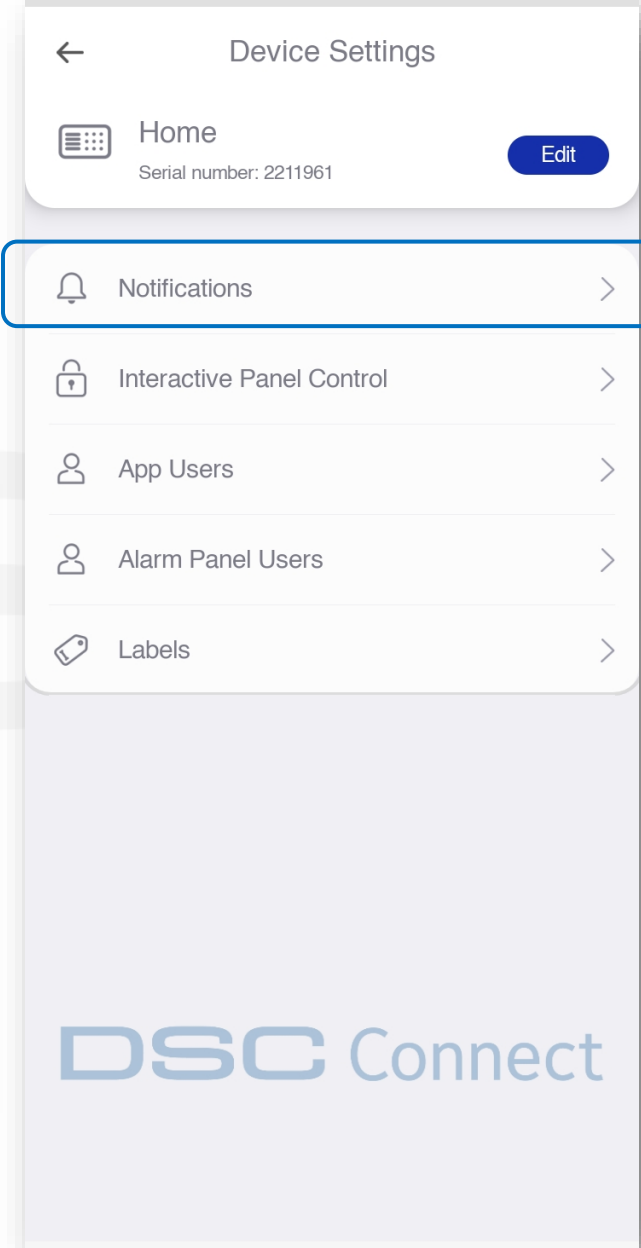 Device Settings
Home
Serial number: 2211961
Edit
Notifications
Interactive Panel Control
App Users
Alarm Panel Users
Labels
DSC Connect